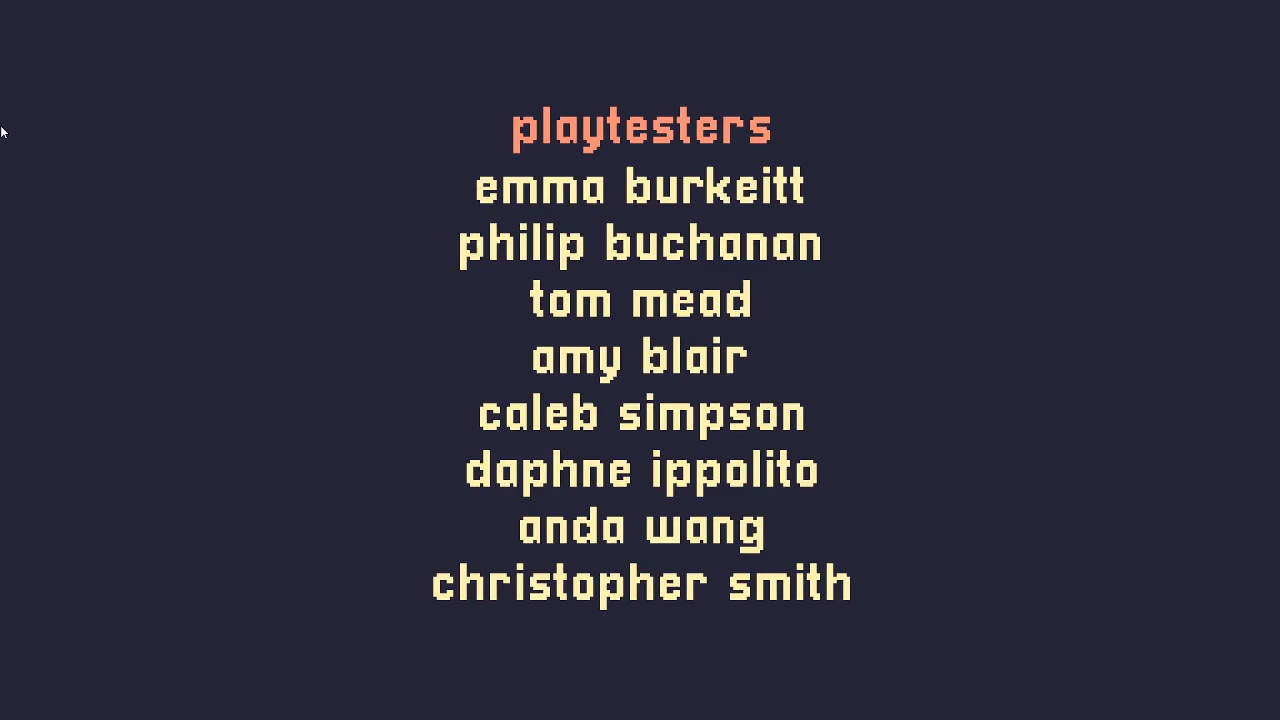 playtesters
emma burkeitt
philip buchanan
tom mead
amy blair
caleb simpson
daphne ippolito
anda wang
christopher smith